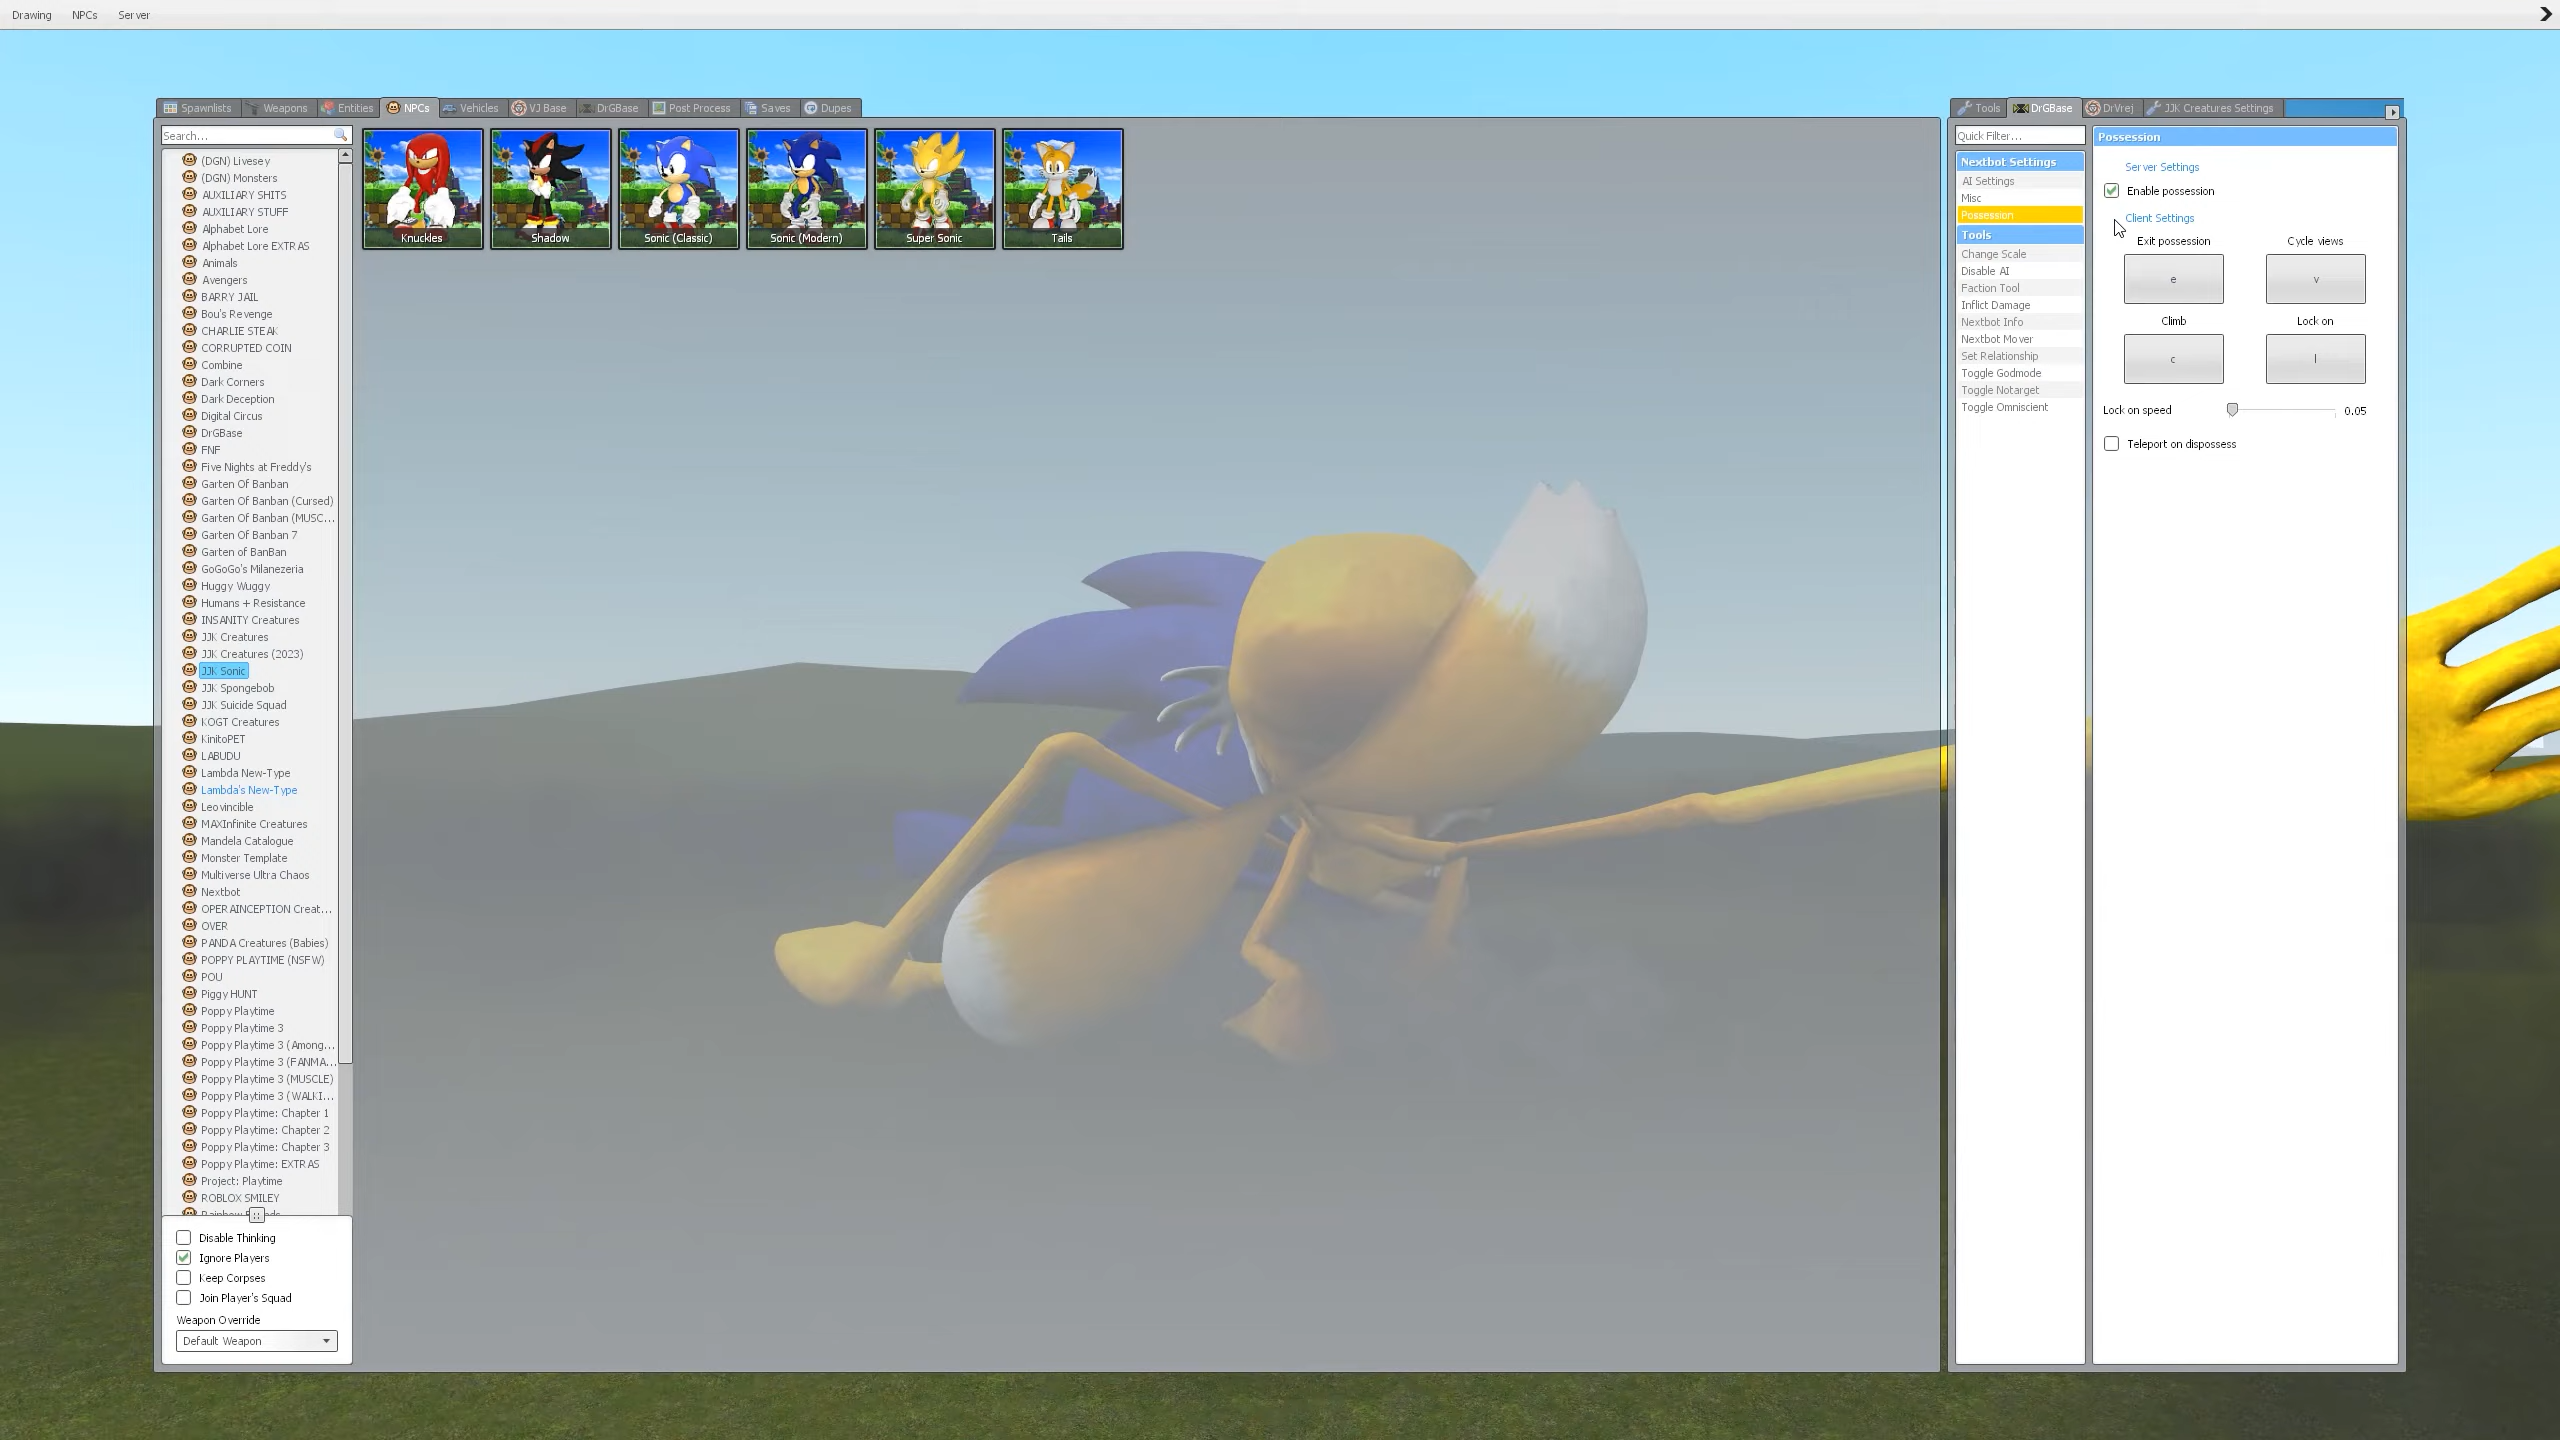 Drawing NPCs Server
Spawnlists Weapons Entities NPCs Vehicles VJ Base DrGBase Post Process Saves Dupes
Search...
(DGN) Livesey
(DGN) Monsters
AUXILIARY SHITS
AUXILIARY STUFF
Alphabet Lore
Alphabet Lore EXTRAS
Animals
Avengers
BARRY JAIL
Bou's Revenge
CHARLIE STEAK
CORRUPTED COIN
Combine
Dark Corners
Dark Deception
Digital Circus
DrGBase
FNF
Five Nights at Freddy's
Garten Of Banban
Garten Of Banban (Cursed)
Garten Of Banban (MUSC...
Garten Of Banban 7
Garten of BanBan
GoGoGo's Milanezeria
Huggy Wuggy
Humans + Resistance
INSANITY Creatures
JJK Creatures
JJK Creatures (2023)
JJK Sonic
JJK Spongebob
JJK Suicide Squad
KOGT Creatures
KinitoPET
LABUDU
Lambda New-Type
Lambda's New-Type
Leovincible
MAXInfinite Creatures
Mandela Catalogue
Monster Template
Multiverse Ultra Chaos
Nextbot
OPERAINCEPTION Creat...
OVER
PANDA Creatures (Babies)
POPPY PLAYTIME (NSFW)
POU
Piggy HUNT
Poppy Playtime
Poppy Playtime 3
Poppy Playtime 3 (Among...
Poppy Playtime 3 (FANMA...
Poppy Playtime 3 (MUSCLE)
Poppy Playtime 3 (WALKI...
Poppy Playtime: Chapter 1
Poppy Playtime: Chapter 2
Poppy Playtime: Chapter 3
Poppy Playtime: EXTRAS
Project: Playtime
ROBLOX SMILEY
Disable Thinking
Ignore Players
Keep Corpses
Join Player's Squad
Weapon Override
Default Weapon
Knuckles Shadow Sonic (Classic) Sonic (Modern) Super Sonic Tails
Tools DrGBase DrVrej JJK Creatures Settings
Quick Filter...
Nextbot Settings
AI Settings
Misc
Possession
Tools
Change Scale
Disable AI
Faction Tool
Inflict Damage
Nextbot Info
Nextbot Mover
Set Relationship
Toggle Godmode
Toggle Notarget
Toggle Omniscient
Possession
Server Settings
Enable possession
Client Settings
Exit possession Cycle views
e v
Climb Lock on
c l
Lock on speed 0.05
Teleport on dispossess